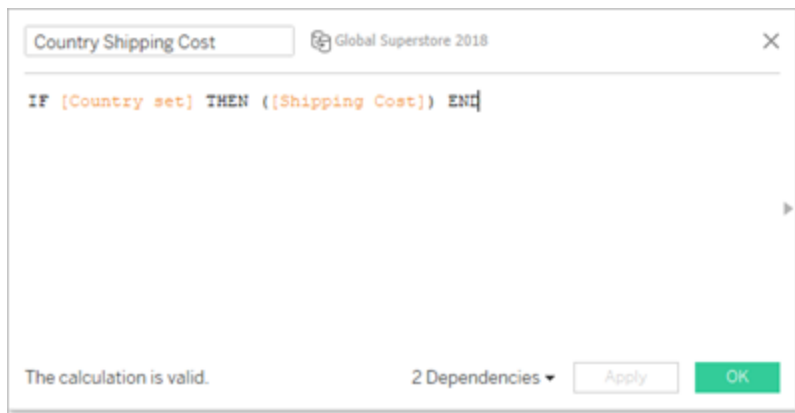 Country Shipping Cost
Global Superstore 2018
IF [Country set] THEN ([Shipping Cost]) END
The calculation is valid.
2 Dependencies
Apply
OK